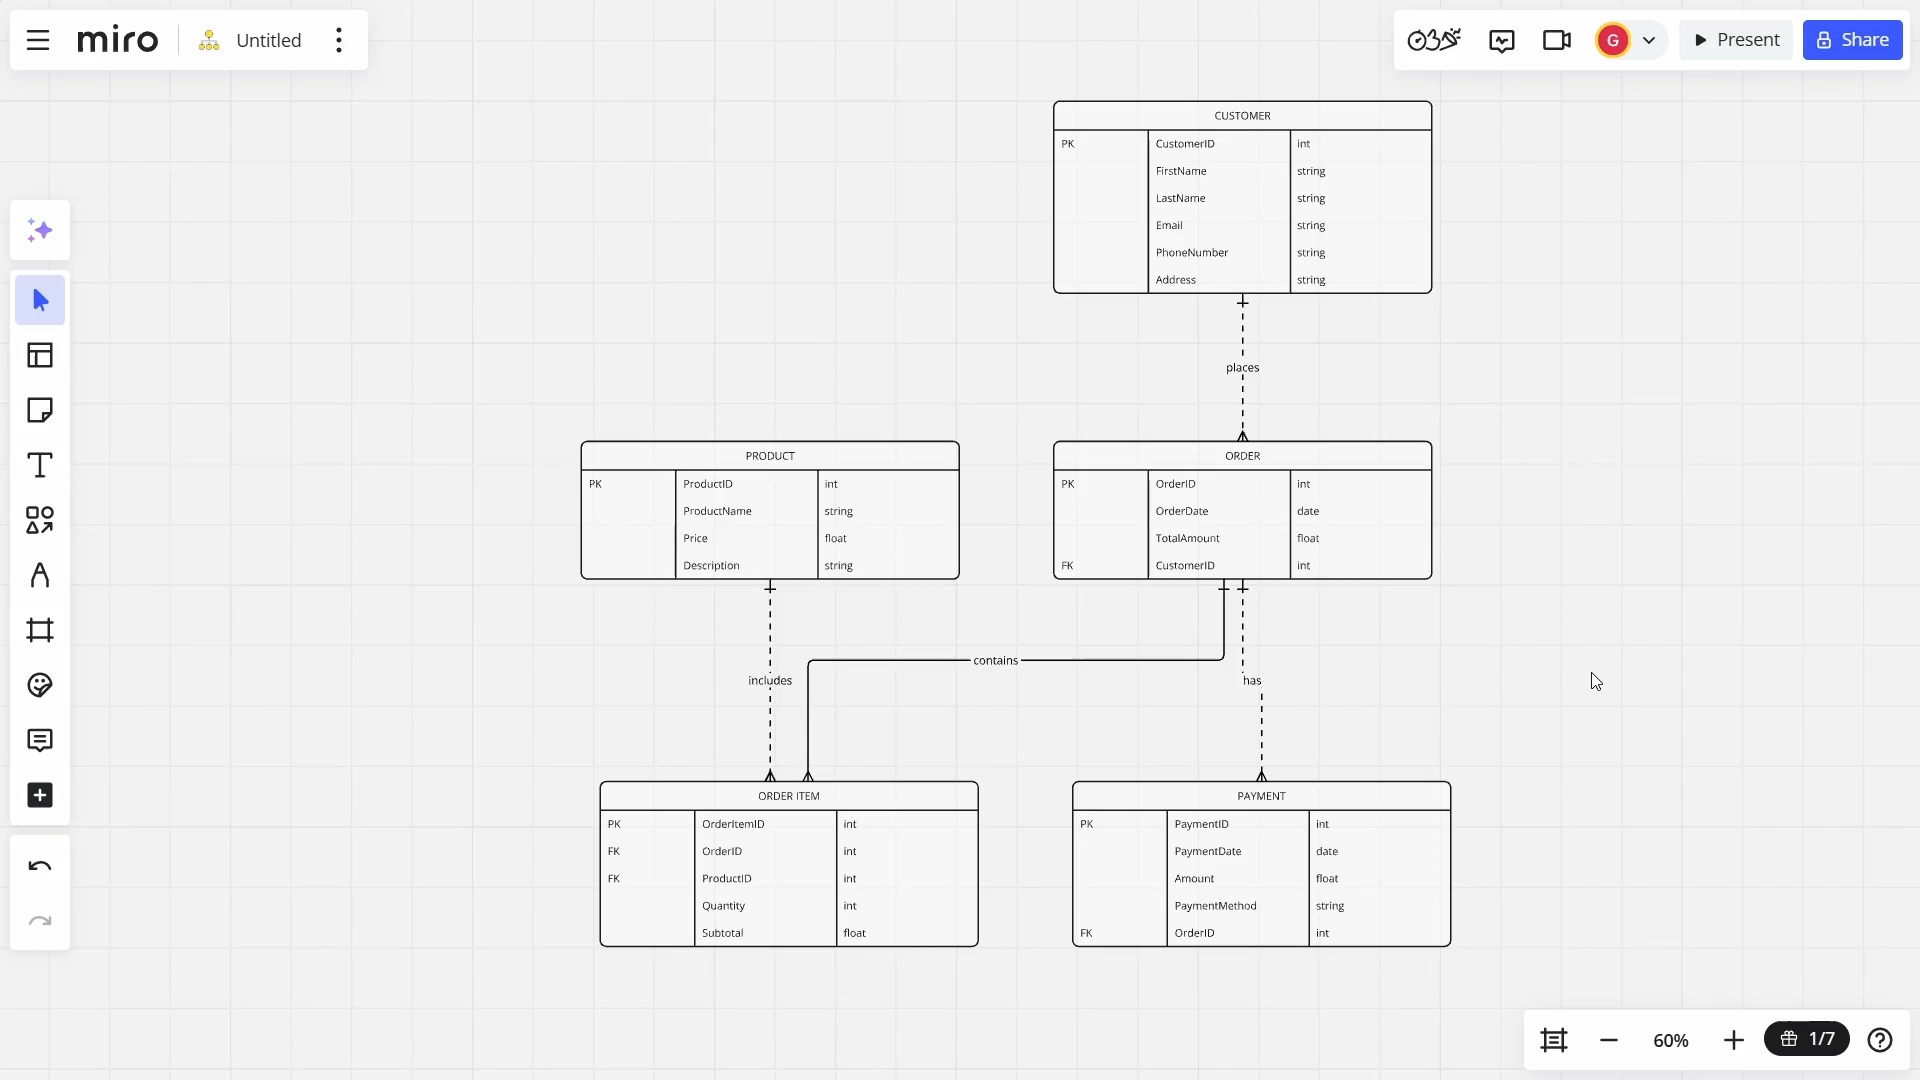 miro
Untitled
G
Present
Share
CUSTOMER
PK CustomerID int
FirstName string
LastName string
Email string
PhoneNumber string
Address string
places
PRODUCT
PK ProductID int
ProductName string
Price float
Description string
ORDER
PK OrderID int
OrderDate date
TotalAmount float
FK CustomerID int
contains
includes
has
ORDER ITEM
PK OrderItemID int
FK OrderID int
FK ProductID int
Quantity int
Subtotal float
PAYMENT
PK PaymentID int
PaymentDate date
Amount float
PaymentMethod string
FK OrderID int
60%
1/7